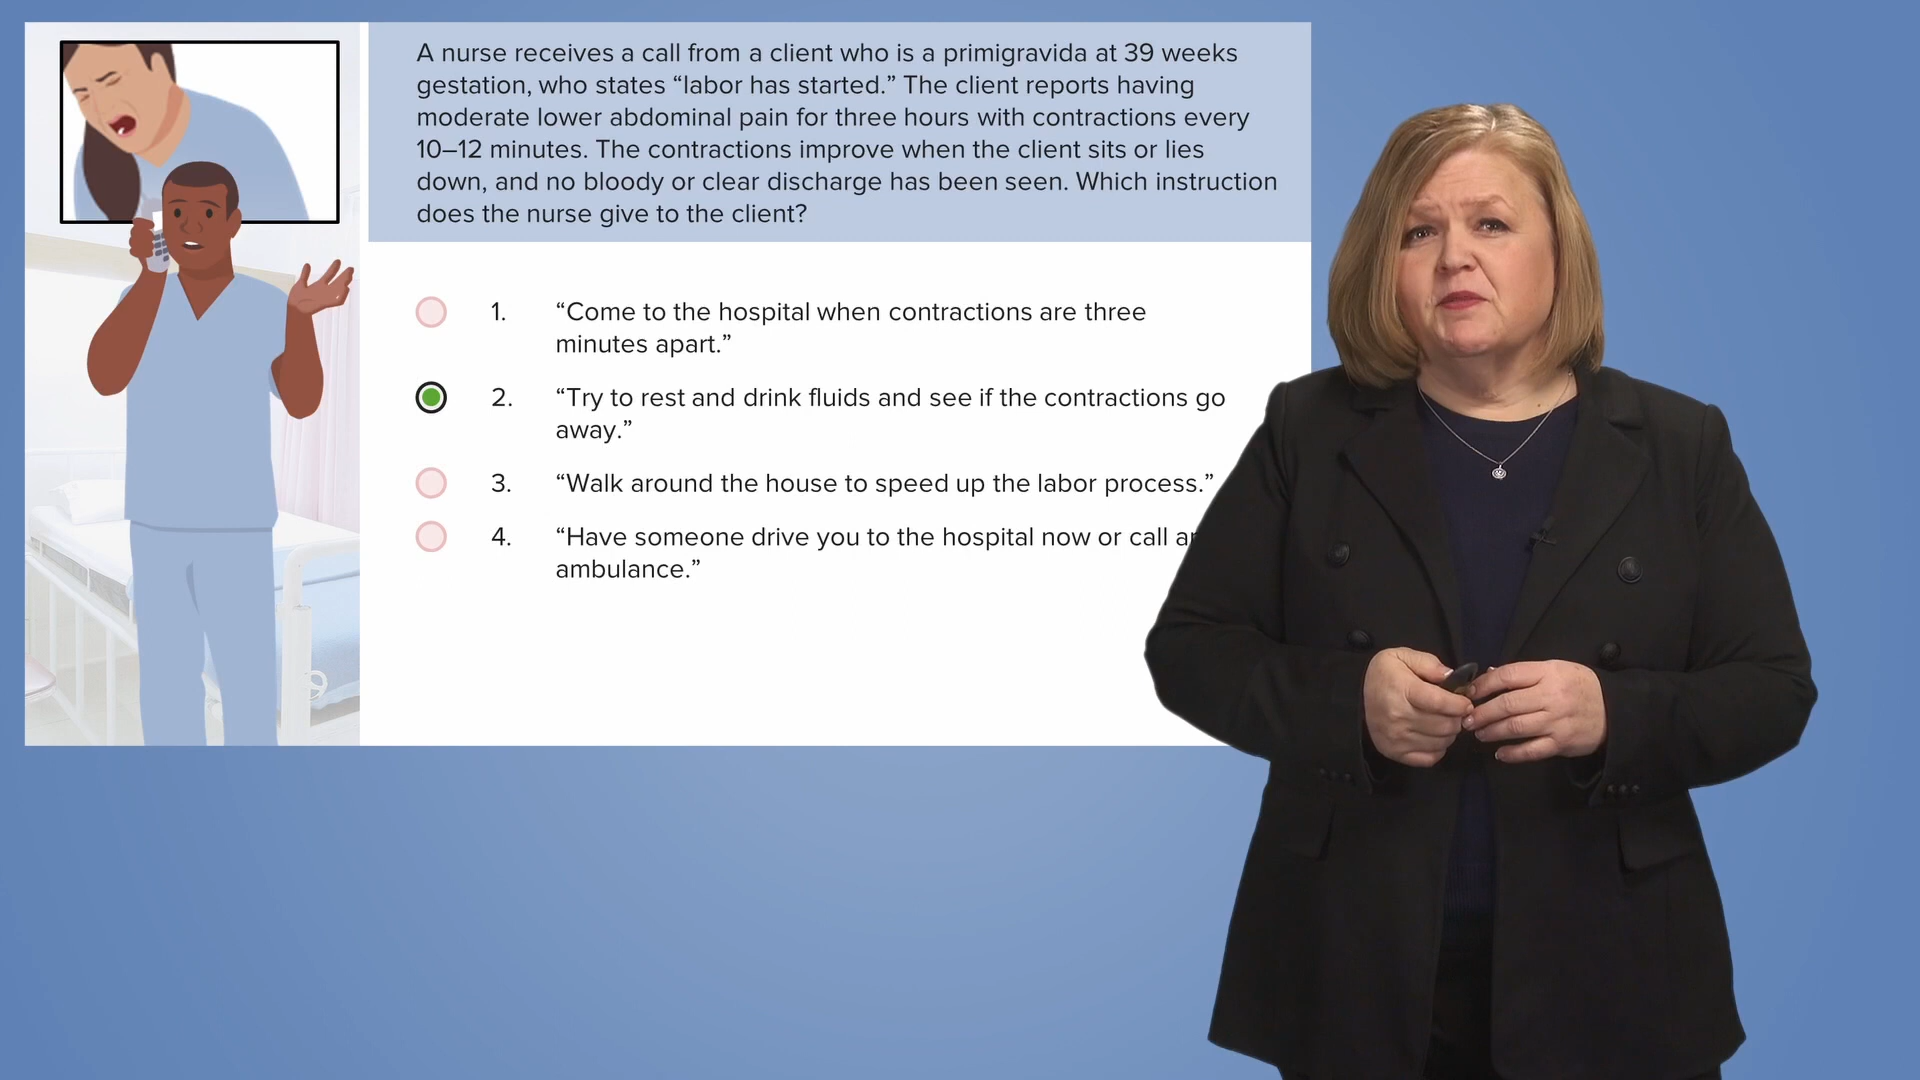 A nurse receives a call from a client who is a primigravida at 39 weeks
gestation, who states “labor has started.” The client reports having
moderate lower abdominal pain for three hours with contractions every
10–12 minutes. The contractions improve when the client sits or lies
down, and no bloody or clear discharge has been seen. Which instruction
does the nurse give to the client?
1. “Come to the hospital when contractions are three
minutes apart.”
2. “Try to rest and drink fluids and see if the contractions go
away.”
3. “Walk around the house to speed up the labor process.”
4. “Have someone drive you to the hospital now or call
ambulance.”